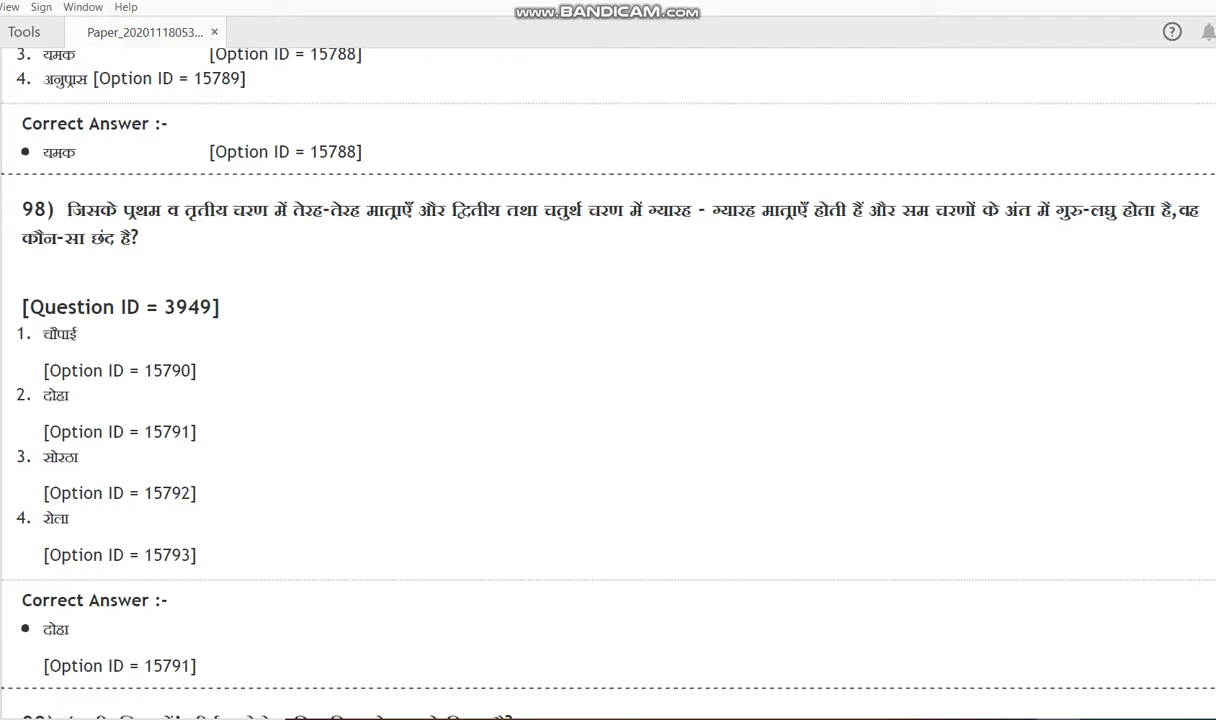 View Sign Window Help
www.BANDICAM.com
Tools
Paper_20201118053... ×
3. यमक [Option ID = 15788]
4. अनुप्रास [Option ID = 15789]
Correct Answer :-
• यमक [Option ID = 15788]
98) जिसके प्रथम व तृतीय चरण में तेरह-तेरह मात्राएँ और द्वितीय तथा चतुर्थ चरण में ग्यारह - ग्यारह मात्राएँ होती हैं और सम चरणों के अंत में गुरु-लघु होता है,वह
कौन-सा छंद है?
[Question ID = 3949]
1. चौपाई
[Option ID = 15790]
2. दोहा
[Option ID = 15791]
3. सोरठा
[Option ID = 15792]
4. रोला
[Option ID = 15793]
Correct Answer :-
• दोहा
[Option ID = 15791]